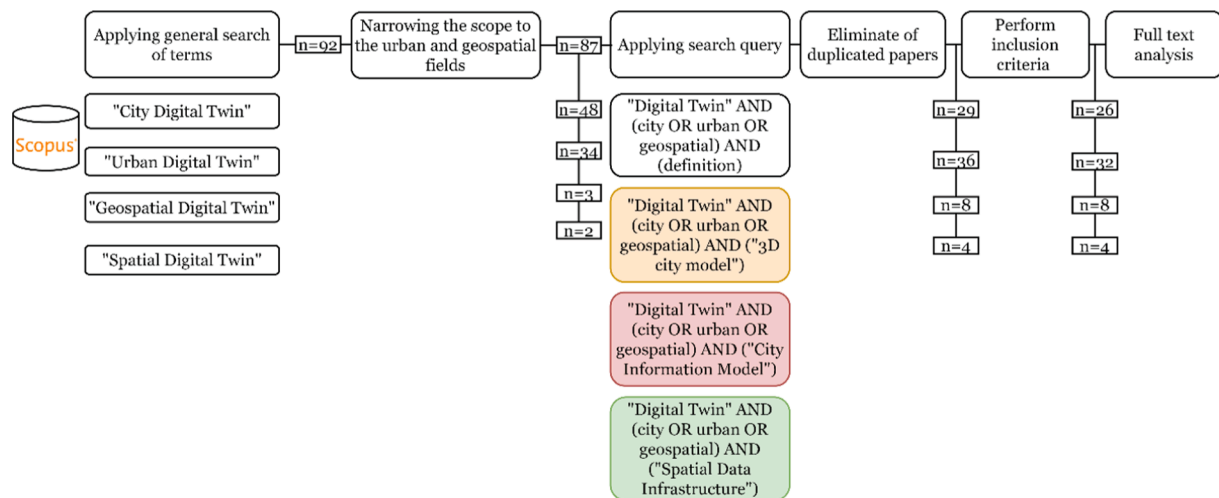 Applying general search
of terms
n=92
Narrowing the scope to
the urban and geospatial
fields
n=87
Applying search query
Eliminate of
duplicated papers
Perform
inclusion
criteria
Full text
analysis
Scopus
"City Digital Twin"
"Urban Digital Twin"
"Geospatial Digital Twin"
"Spatial Digital Twin"
n=48
n=34
n=3
n=2
"Digital Twin" AND
(city OR urban OR
geospatial) AND
(definition)
"Digital Twin" AND
(city OR urban OR
geospatial) AND ("3D
city model")
"Digital Twin" AND
(city OR urban OR
geospatial) AND ("City
Information Model")
"Digital Twin" AND
(city OR urban OR
geospatial) AND
("Spatial Data
Infrastructure")
n=29
n=36
n=8
n=4
n=26
n=32
n=8
n=4